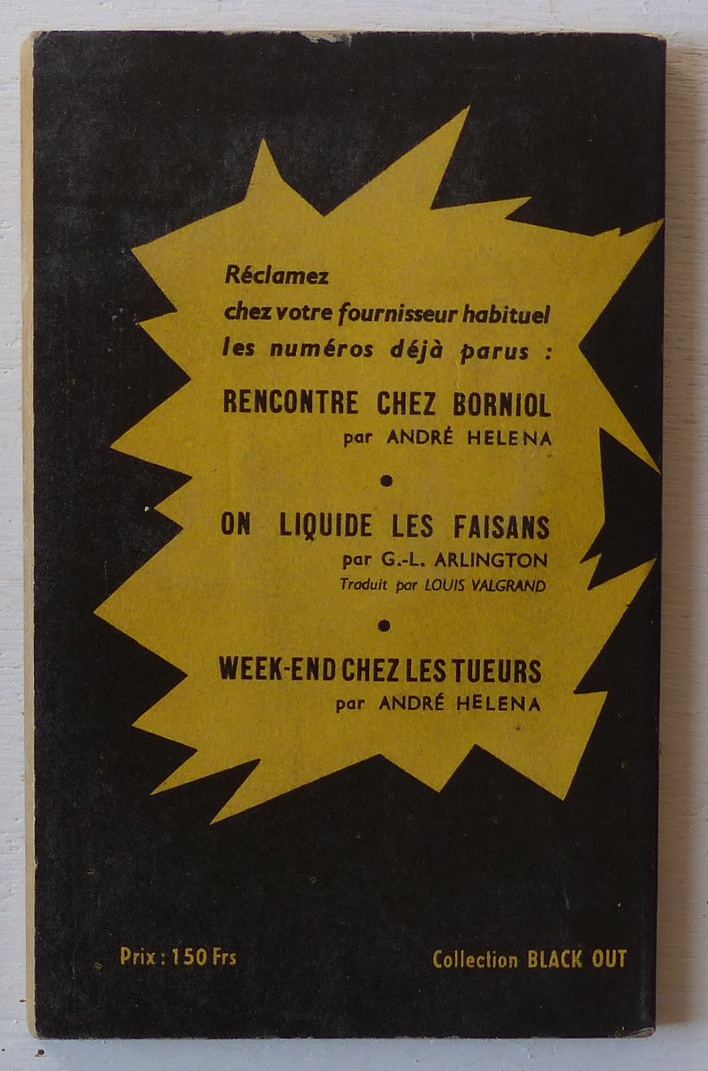 Réclamez
chez votre fournisseur habituel
les numéros déjà parus :
RENCONTRE CHEZ BORNIOL
par ANDRÉ HELENA
●
ON LIQUIDE LES FAISANS
par G.-L. ARLINGTON
Traduit par LOUIS VALGRAND
●
WEEK-END CHEZ LES TUEURS
par ANDRÉ HELENA
Prix : 150 Frs
Collection BLACK OUT